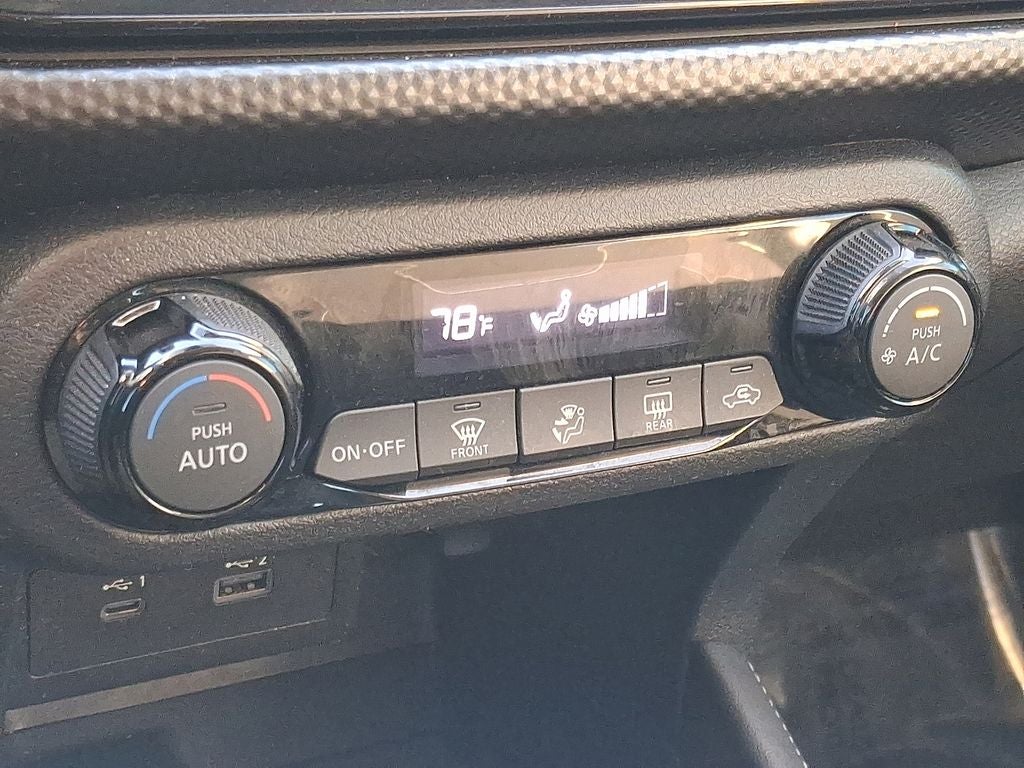 78°F
PUSH
A/C
PUSH
AUTO
ON·OFF
FRONT
REAR
1
2